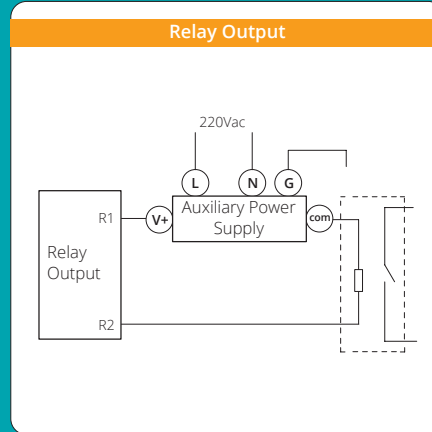 Relay Output
220Vac
L
N
G
R1
V+
Auxiliary Power
Supply
com
Relay
Output
R2